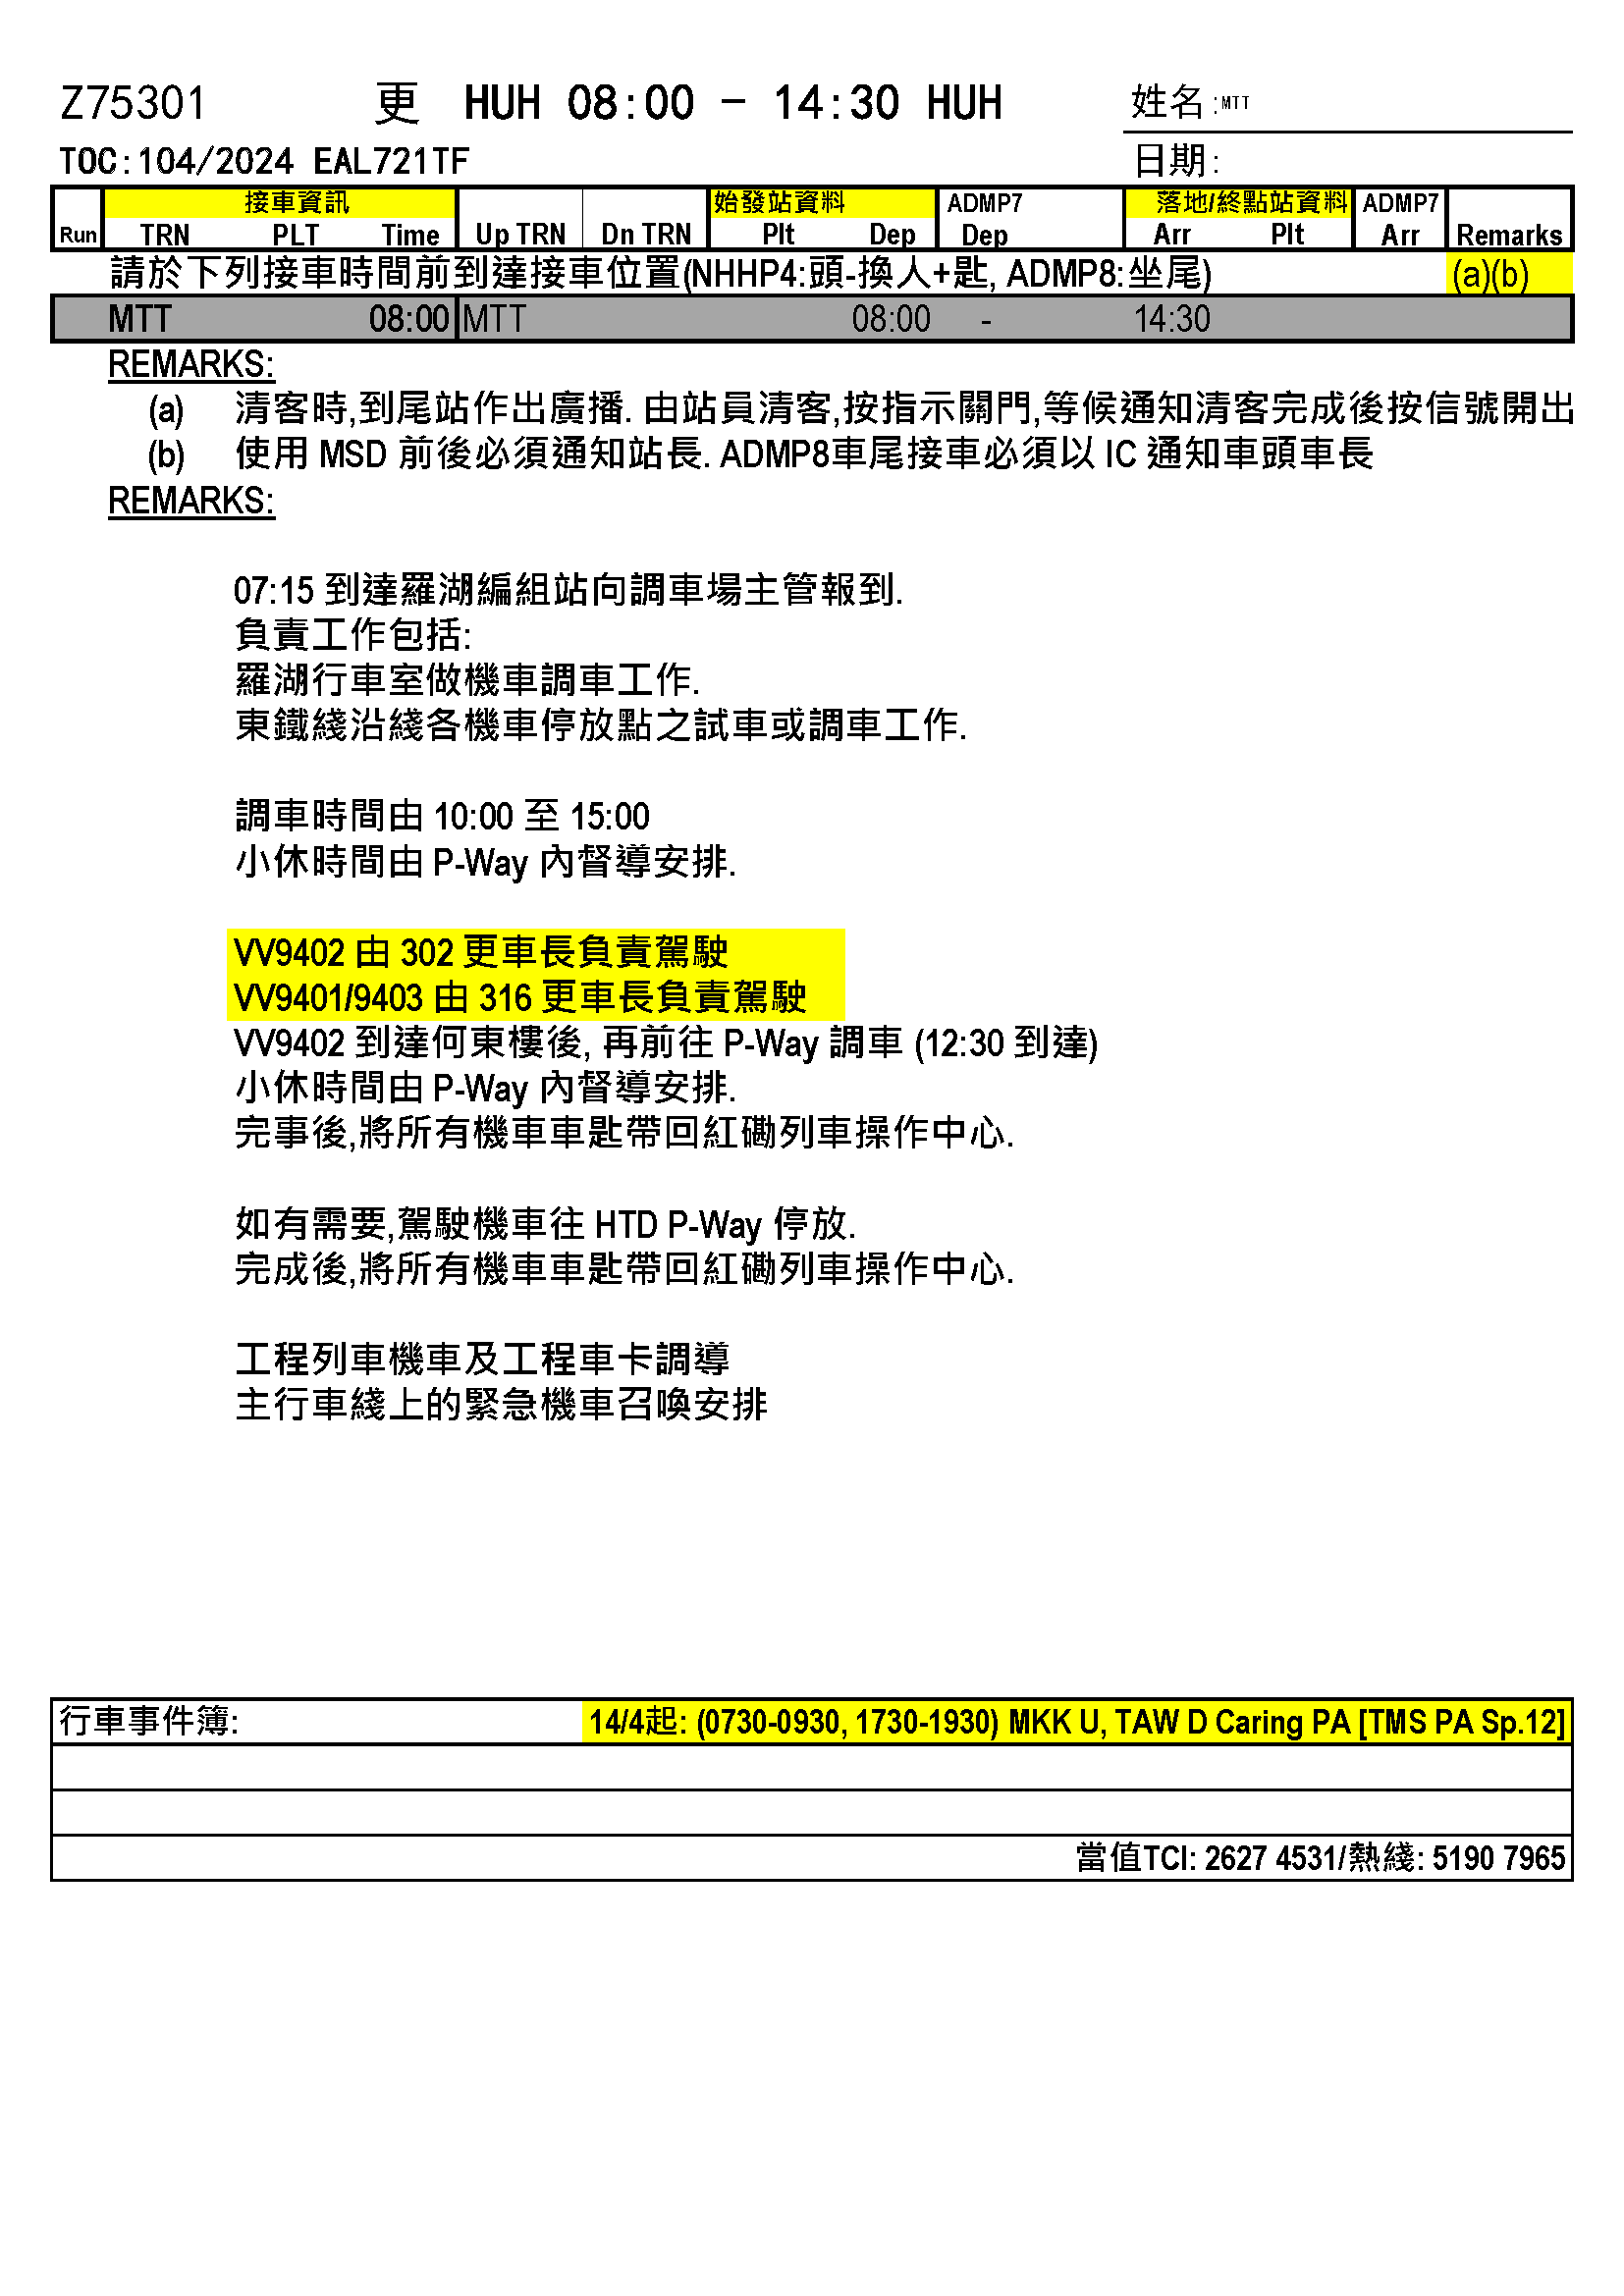 Z75301 更 HUH 08:00 - 14:30 HUH 姓名:MTT
TOC:104/2024 EAL721TF 日期:
接車資訊 始發站資料 ADMP7 落地/終點站資料 ADMP7
Run TRN PLT Time Up TRN Dn TRN Plt Dep Dep Arr Plt Arr Remarks
請於下列接車時間前到達接車位置(NHHP4:頭-換人+匙, ADMP8:坐尾) (a)(b)
MTT 08:00 MTT 08:00 - 14:30
REMARKS:
(a) 清客時,到尾站作出廣播. 由站員清客,按指示關門,等候通知清客完成後按信號開出
(b) 使用 MSD 前後必須通知站長. ADMP8車尾接車必須以 IC 通知車頭車長
REMARKS:
07:15 到達羅湖編組站向調車場主管報到.
負責工作包括:
羅湖行車室做機車調車工作.
東鐵綫沿綫各機車停放點之試車或調車工作.
調車時間由 10:00 至 15:00
小休時間由 P-Way 內督導安排.
VV9402 由 302 更車長負責駕駛
VV9401/9403 由 316 更車長負責駕駛
VV9402 到達何東樓後, 再前往 P-Way 調車 (12:30 到達)
小休時間由 P-Way 內督導安排.
完事後,將所有機車車匙帶回紅磡列車操作中心.
如有需要,駕駛機車往 HTD P-Way 停放.
完成後,將所有機車車匙帶回紅磡列車操作中心.
工程列車機車及工程車卡調導
主行車綫上的緊急機車召喚安排
行車事件簿: 14/4起: (0730-0930, 1730-1930) MKK U, TAW D Caring PA [TMS PA Sp.12]
當值TCI: 2627 4531/熱綫: 5190 7965